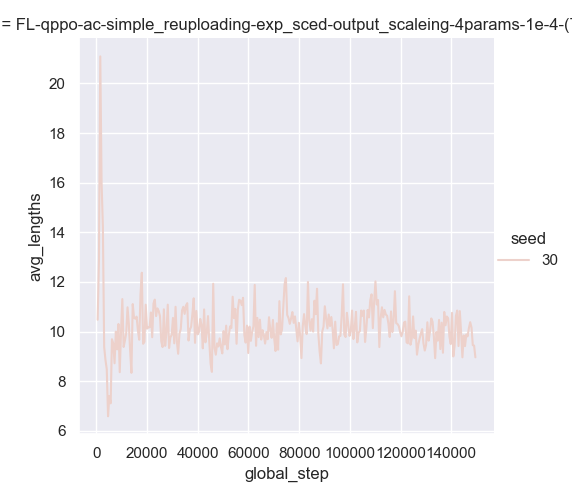 = FL-qppo-ac-simple_reuploading-exp_sced-output_scaleing-4params-1e-4-(
20
18
16
14
12
10
8
6
avg_lengths
0 20000 40000 60000 80000 100000 120000 140000
global_step
seed
30